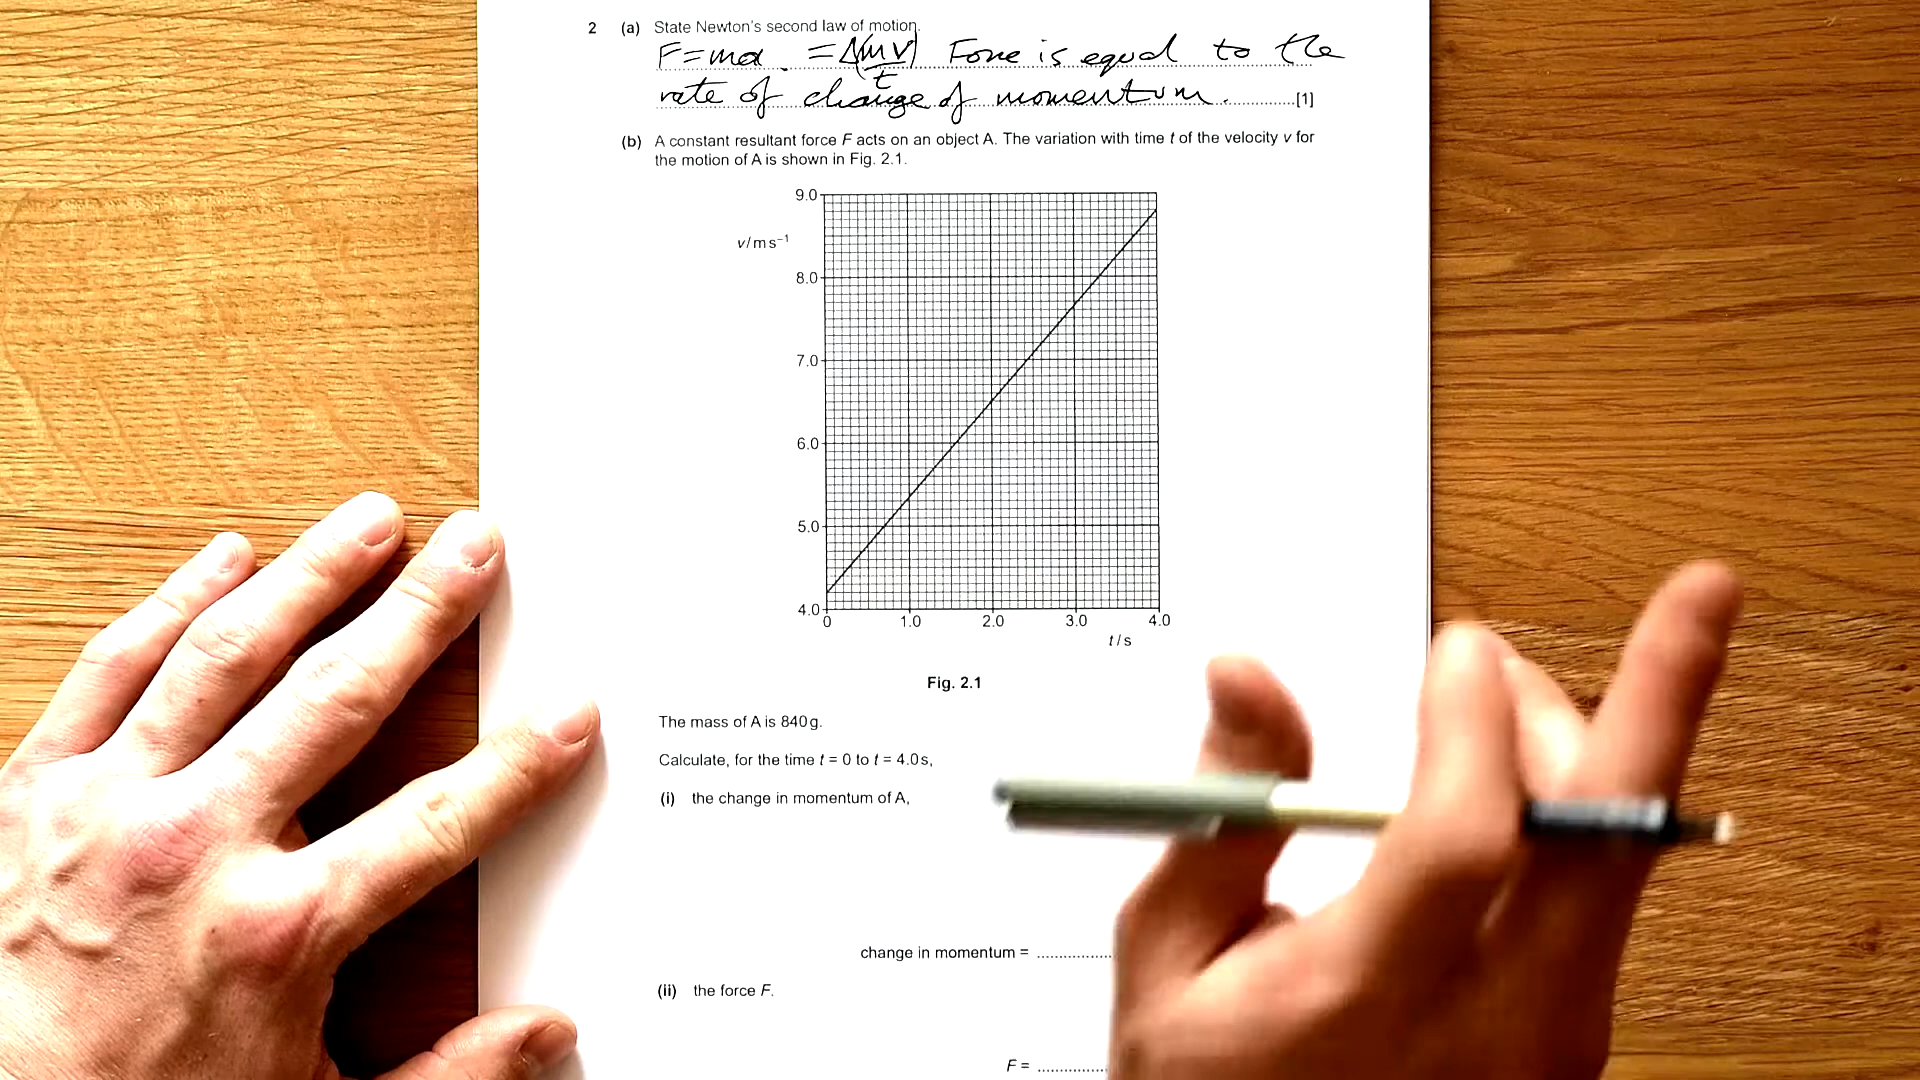 2 (a) State Newton's second law of motion.
F=ma = Δ(mv)/t Force is equal to the
rate of change of momentum. [1]
(b) A constant resultant force F acts on an object A. The variation with time t of the velocity v for
the motion of A is shown in Fig. 2.1.
9.0
v/ms⁻¹
8.0
7.0
6.0
5.0
4.0
0 1.0 2.0 3.0 4.0
t/s
Fig. 2.1
The mass of A is 840g.
Calculate, for the time t = 0 to t = 4.0s,
(i) the change in momentum of A,
change in momentum = ................
(ii) the force F.
F = ...............